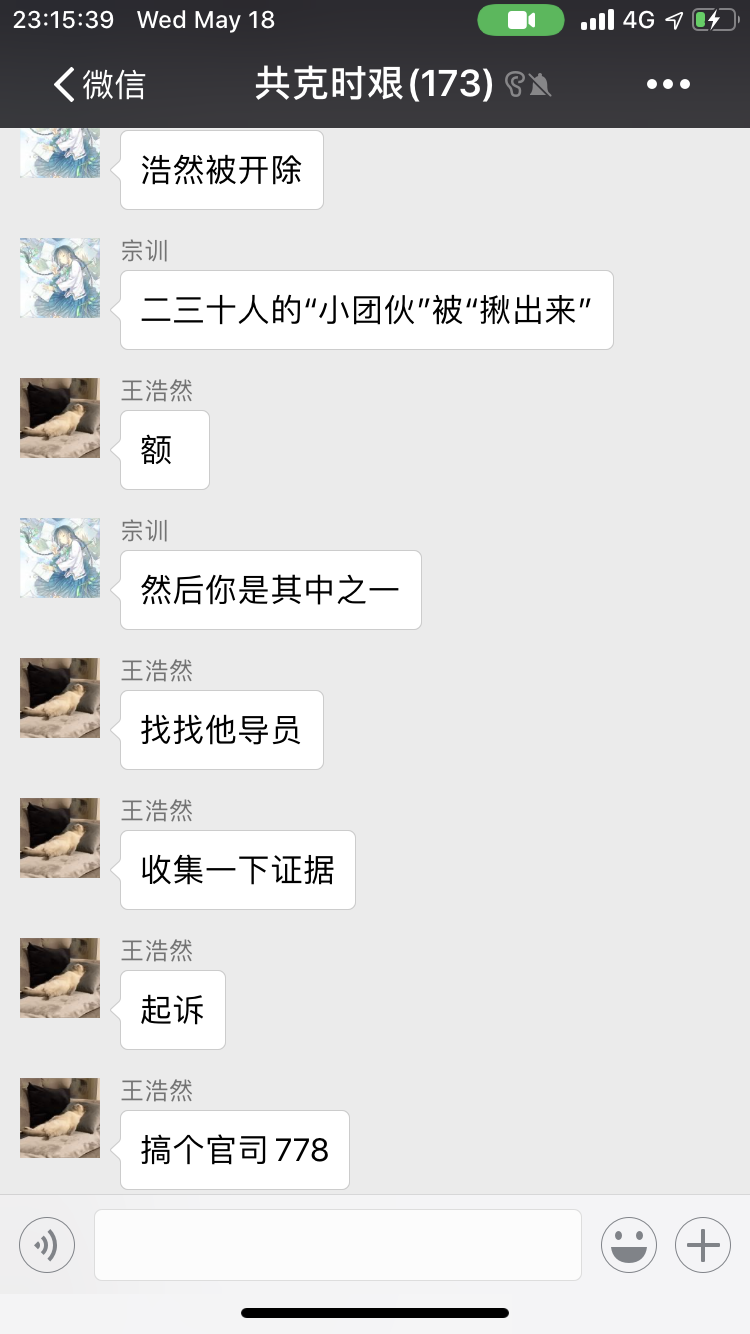 23:15:39 Wed May 18 4G
微信 共克时艰(173)
浩然被开除
宗训
二三十人的“小团伙”被“揪出来”
王浩然
额
宗训
然后你是其中之一
王浩然
找找他导员
王浩然
收集一下证据
王浩然
起诉
王浩然
搞个官司778